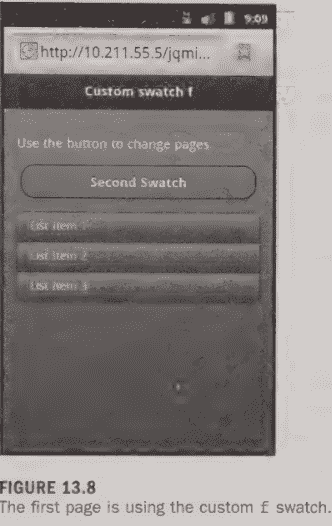 9:09
http://10.211.55.5/jqmi...
Custom swatch f
Use the button to change pages
Second Swatch
List Item 1
List Item 2
List Item 3
FIGURE 13.8
The first page is using the custom f swatch.